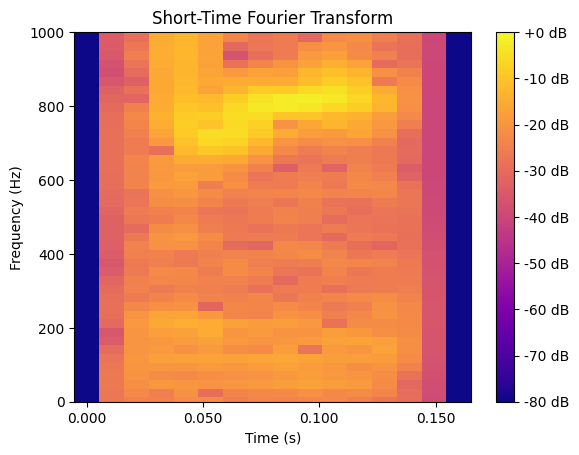 Short-Time Fourier Transform
1000
800
600
400
200
0
Frequency (Hz)
0.000
0.050
0.100
0.150
Time (s)
+0 dB
-10 dB
-20 dB
-30 dB
-40 dB
-50 dB
-60 dB
-70 dB
-80 dB